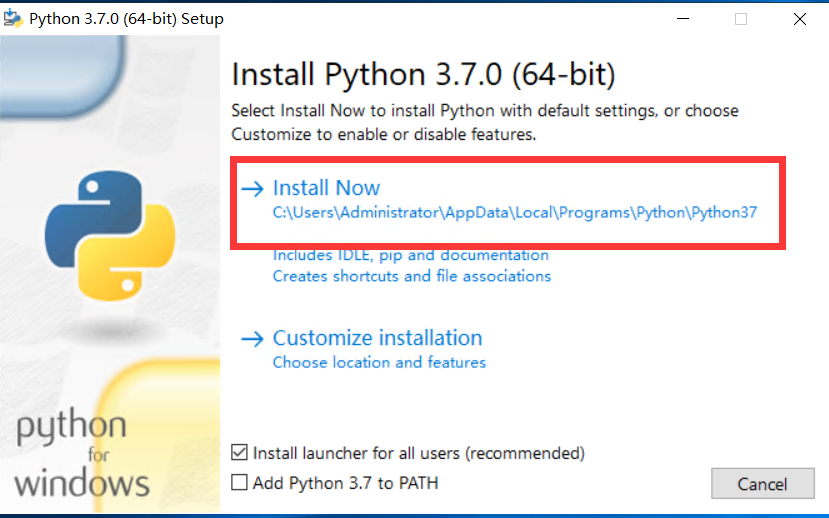 Python 3.7.0 (64-bit) Setup
Install Python 3.7.0 (64-bit)
Select Install Now to install Python with default settings, or choose
Customize to enable or disable features.
Install Now
C:\Users\Administrator\AppData\Local\Programs\Python\Python37
Includes IDLE, pip and documentation
Creates shortcuts and file associations
Customize installation
Choose location and features
python
for
windows
Install launcher for all users (recommended)
Add Python 3.7 to PATH
Cancel